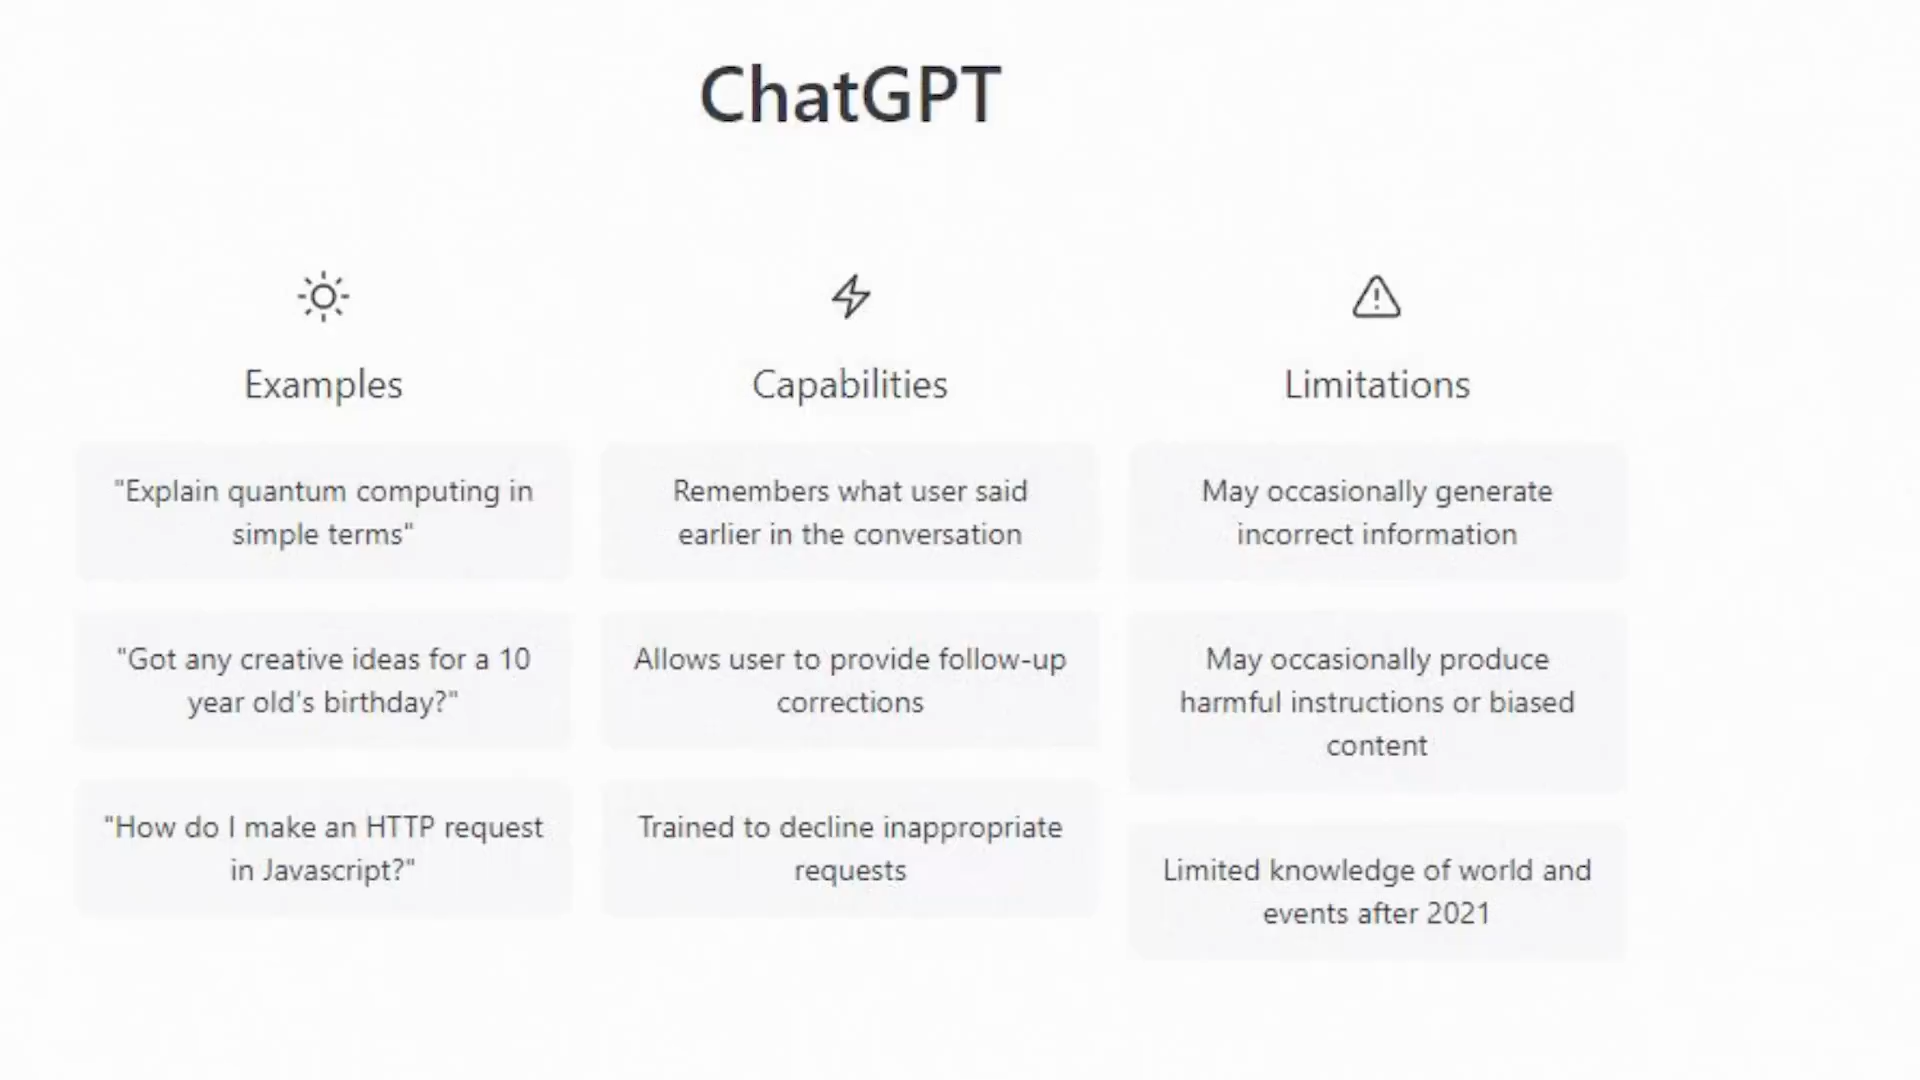 ChatGPT
Examples
"Explain quantum computing in
simple terms"
"Got any creative ideas for a 10
year old's birthday?"
"How do I make an HTTP request
in Javascript?"
Capabilities
Remembers what user said
earlier in the conversation
Allows user to provide follow-up
corrections
Trained to decline inappropriate
requests
Limitations
May occasionally generate
incorrect information
May occasionally produce
harmful instructions or biased
content
Limited knowledge of world and
events after 2021